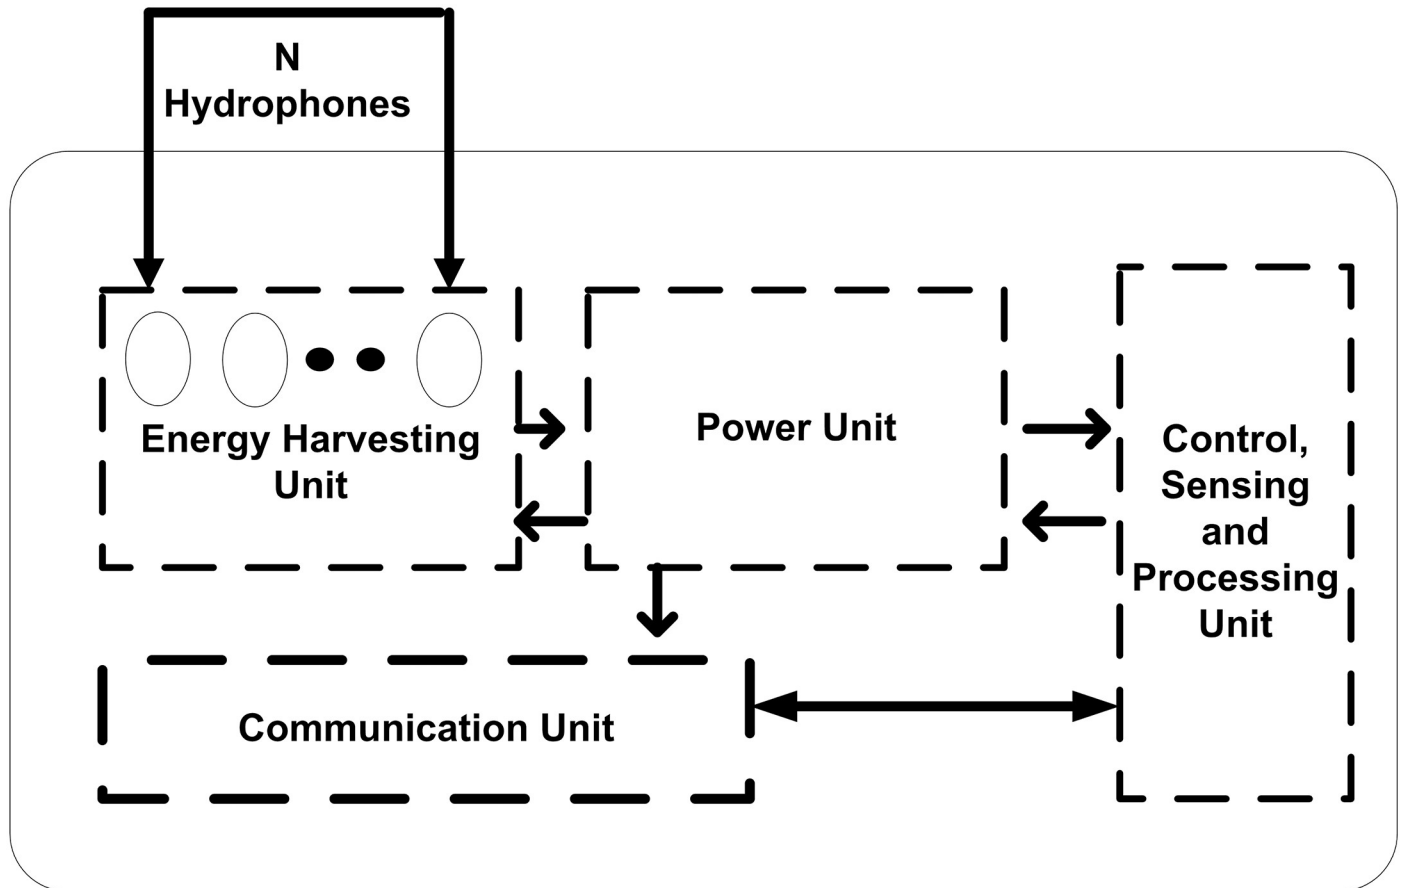 N
Hydrophones
Energy Harvesting
Unit
Power Unit
Control,
Sensing
and
Processing
Unit
Communication Unit